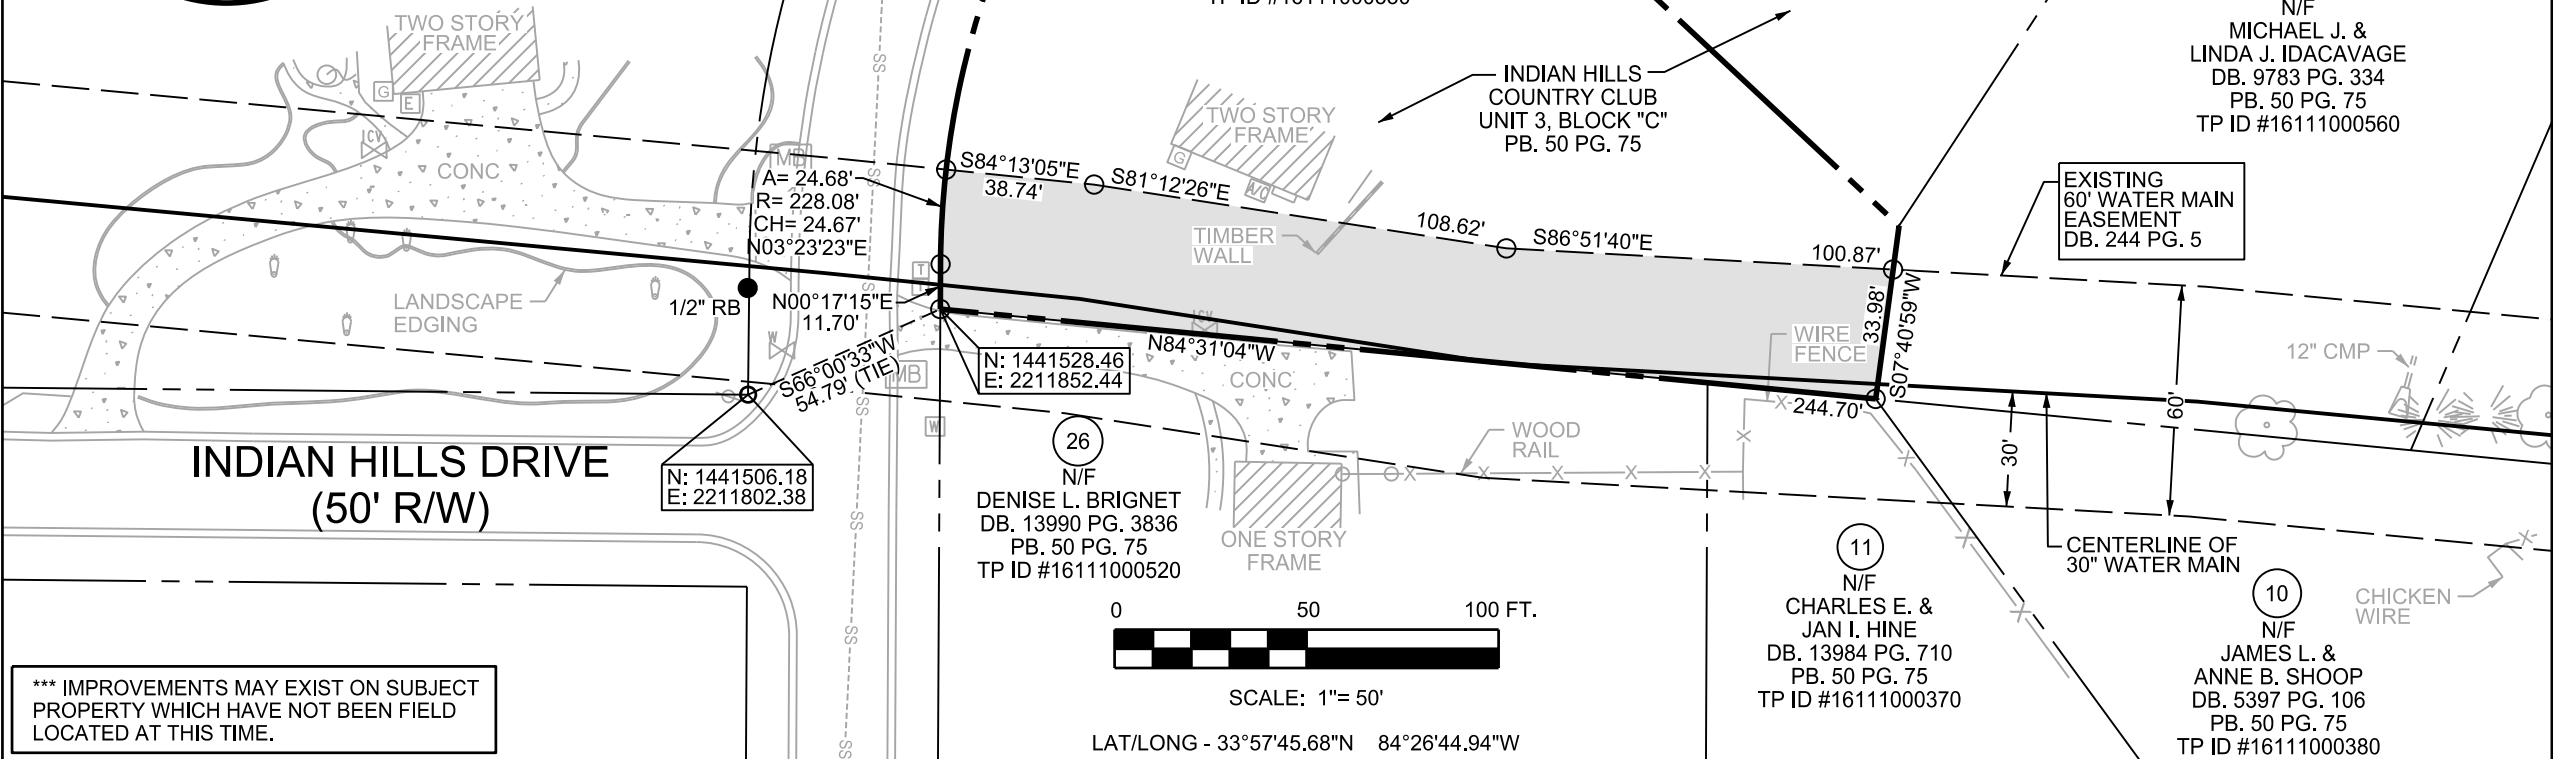 TWO STORY
FRAME
G
E
ICV
CONC
MB
A= 24.68'
R= 228.08'
CH= 24.67'
N03°23'23"E
1/2" RB
N00°17'15"E
11.70'
LANDSCAPE
EDGING
S66°00'33"W
54.79' (TIE)
W
MB
T
W
SS
SS
SS
SS
SS
INDIAN HILLS DRIVE
(50' R/W)
N: 1441506.18
E: 2211802.38
*** IMPROVEMENTS MAY EXIST ON SUBJECT
PROPERTY WHICH HAVE NOT BEEN FIELD
LOCATED AT THIS TIME.
S84°13'05"E
38.74'
S81°12'26"E
108.62'
S86°51'40"E
100.87'
33.98'
S07°40'59"W
N84°31'04"W
244.70'
TWO STORY
FRAME
G
A/C
TIMBER
WALL
ICV
WIRE
FENCE
INDIAN HILLS
COUNTRY CLUB
UNIT 3, BLOCK "C"
PB. 50 PG. 75
N: 1441528.46
E: 2211852.44
CONC
WOOD
RAIL
26
N/F
DENISE L. BRIGNET
DB. 13990 PG. 3836
PB. 50 PG. 75
TP ID #16111000520
ONE STORY
FRAME
0 50 100 FT.
SCALE: 1"= 50'
LAT/LONG - 33°57'45.68"N 84°26'44.94"W
N/F
MICHAEL J. &
LINDA J. IDACAVAGE
DB. 9783 PG. 334
PB. 50 PG. 75
TP ID #16111000560
EXISTING
60' WATER MAIN
EASEMENT
DB. 244 PG. 5
12" CMP
60'
30'
CENTERLINE OF
30" WATER MAIN
11
N/F
CHARLES E. &
JAN I. HINE
DB. 13984 PG. 710
PB. 50 PG. 75
TP ID #16111000370
10
N/F
JAMES L. &
ANNE B. SHOOP
DB. 5397 PG. 106
PB. 50 PG. 75
TP ID #16111000380
CHICKEN
WIRE